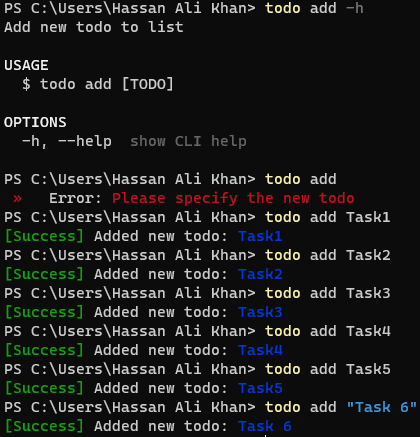 PS C:\Users\Hassan Ali Khan> todo add -h
Add new todo to list
USAGE
$ todo add [TODO]
OPTIONS
-h, --help  show CLI help
PS C:\Users\Hassan Ali Khan> todo add
»   Error: Please specify the new todo
PS C:\Users\Hassan Ali Khan> todo add Task1
[Success] Added new todo: Task1
PS C:\Users\Hassan Ali Khan> todo add Task2
[Success] Added new todo: Task2
PS C:\Users\Hassan Ali Khan> todo add Task3
[Success] Added new todo: Task3
PS C:\Users\Hassan Ali Khan> todo add Task4
[Success] Added new todo: Task4
PS C:\Users\Hassan Ali Khan> todo add Task5
[Success] Added new todo: Task5
PS C:\Users\Hassan Ali Khan> todo add "Task 6"
[Success] Added new todo: Task 6